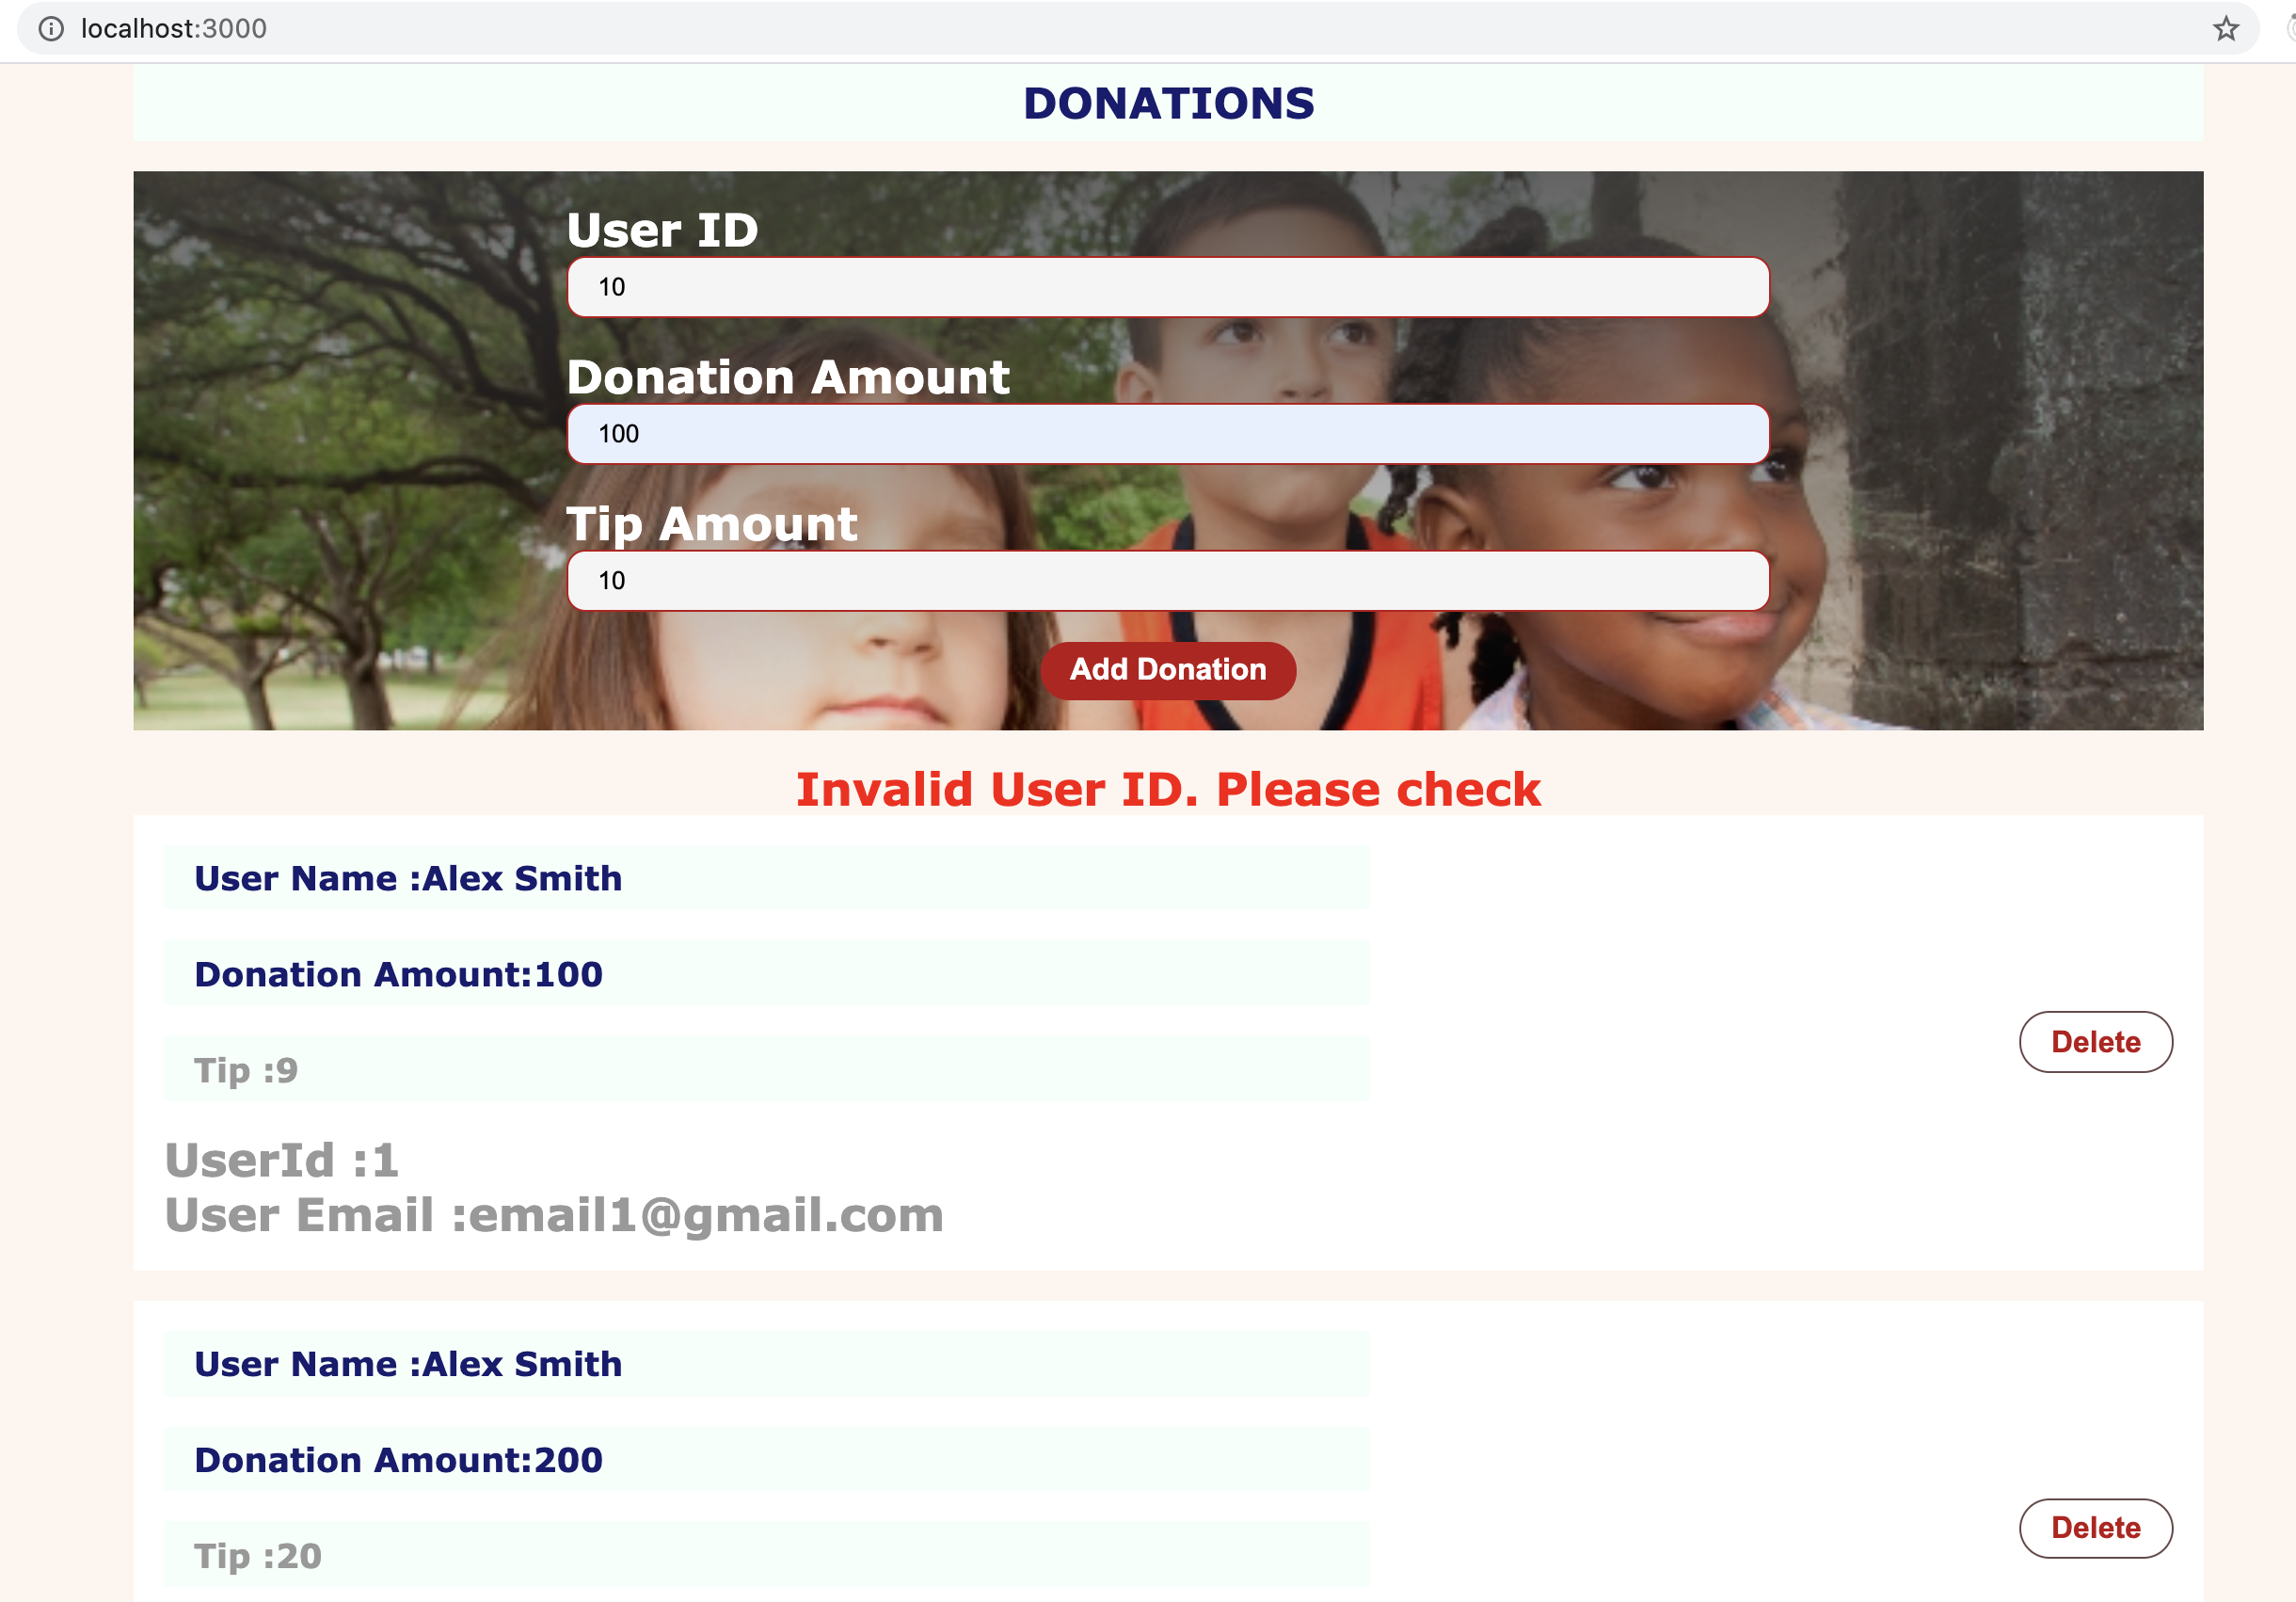 localhost:3000
DONATIONS
User ID
10
Donation Amount
100
Tip Amount
10
Add Donation
Invalid User ID. Please check
User Name :Alex Smith
Donation Amount:100
Tip :9
Delete
UserId :1
User Email :email1@gmail.com
User Name :Alex Smith
Donation Amount:200
Tip :20
Delete